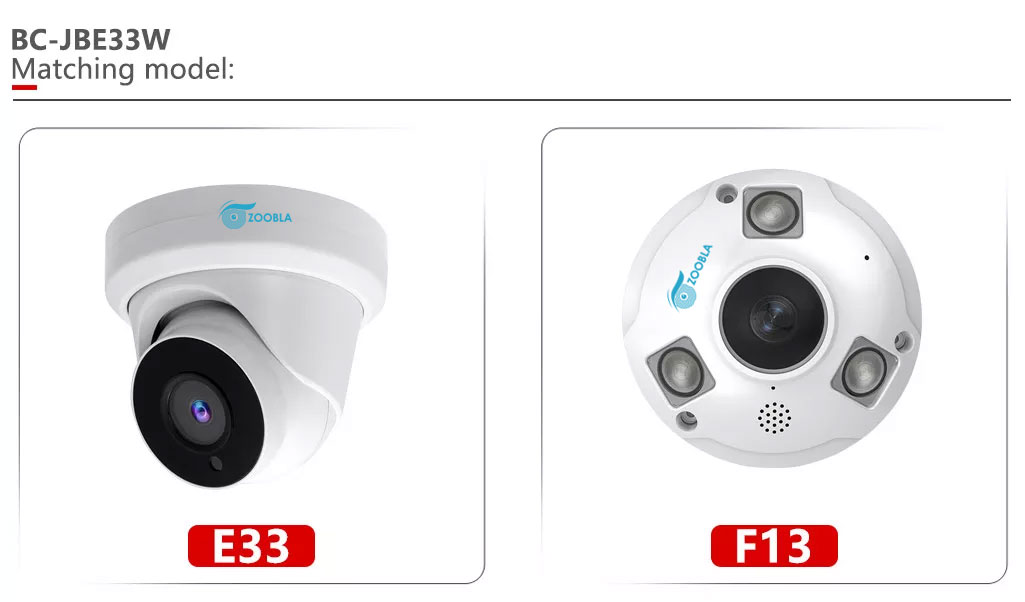 BC-JBE33W
Matching model:
ZOOBLA
ZOOBLA
E33
F13